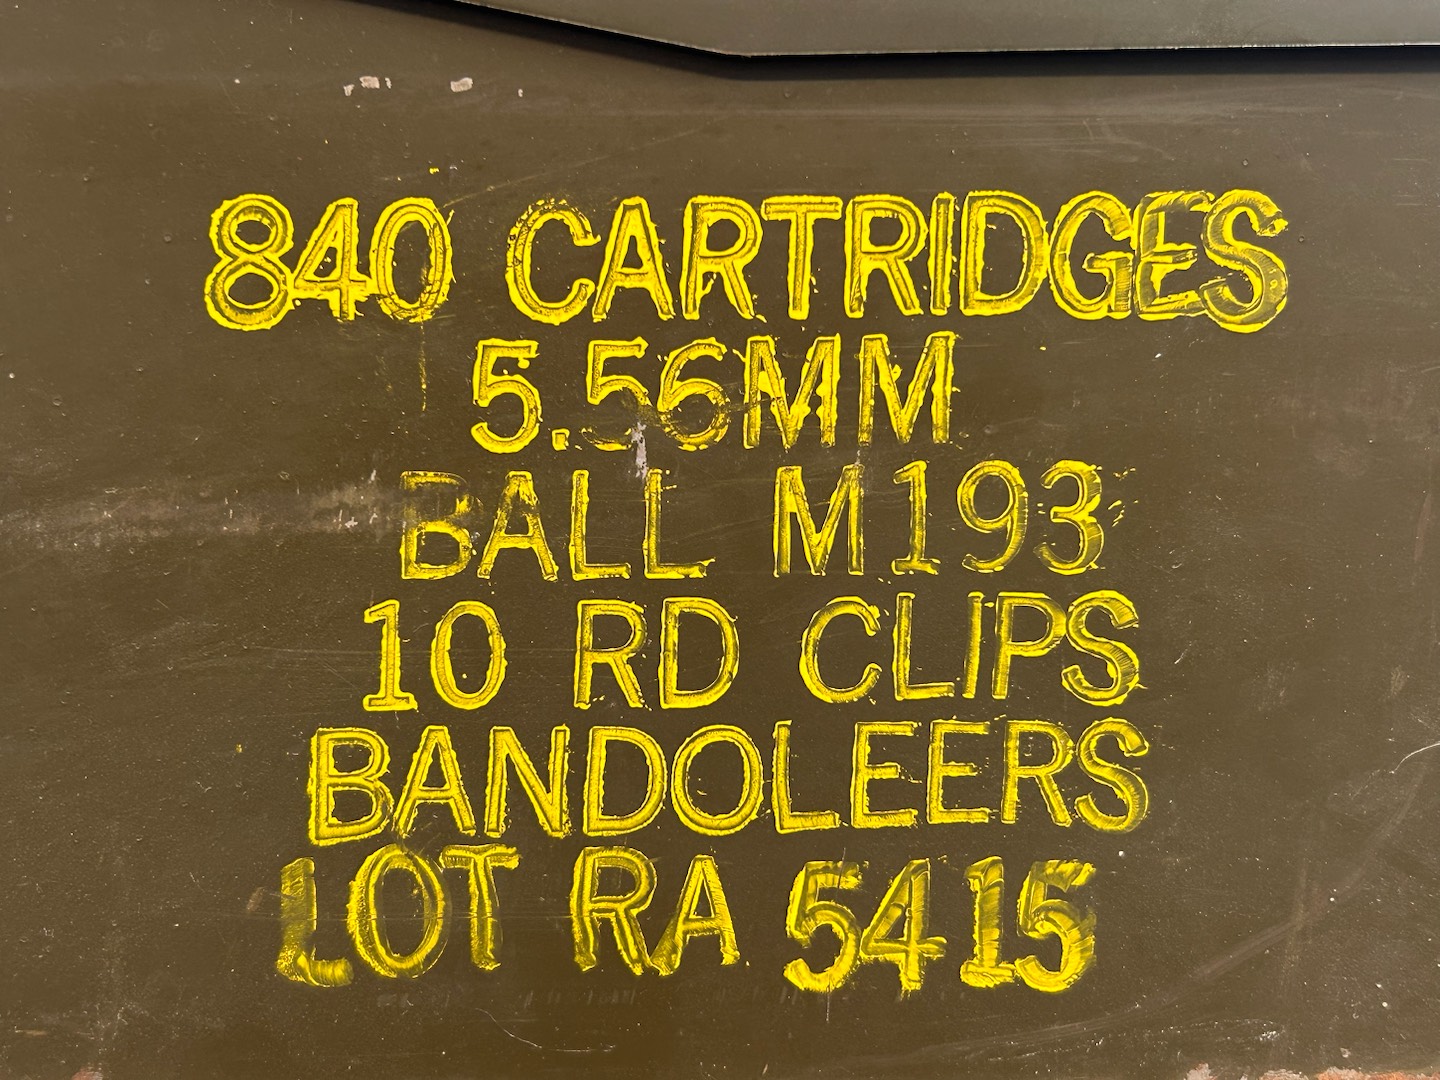 840 CARTRIDGES
5.56MM
BALL M193
10 RD CLIPS
BANDOLEERS
LOT RA 5415